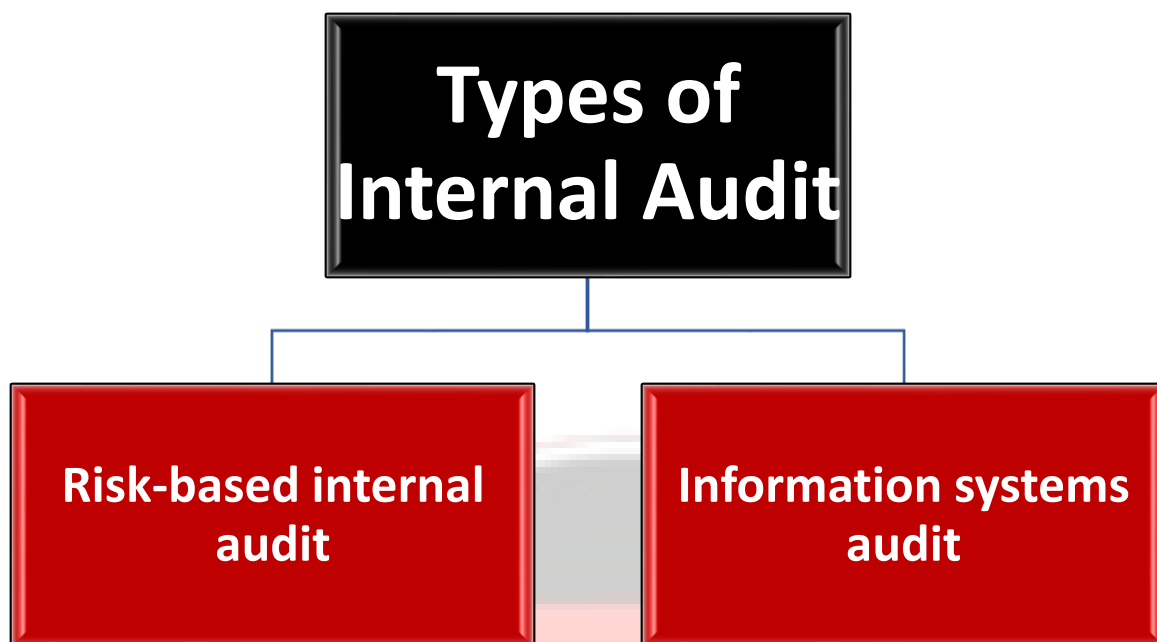 Types of
Internal Audit
Risk-based internal
audit
Information systems
audit